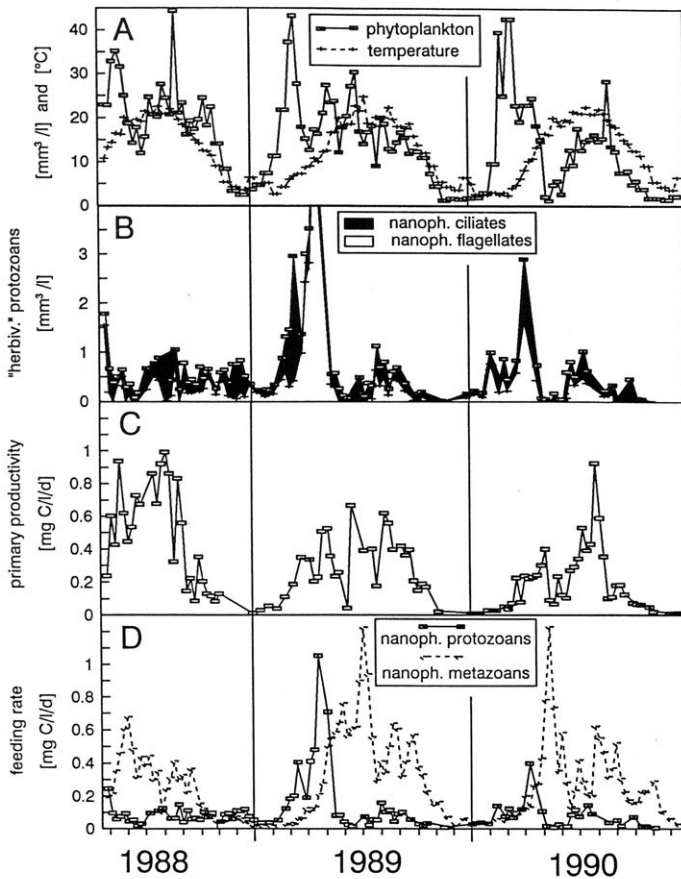 A
phytoplankton
temperature
[mm³ /l] and [°C]
40
30
20
10
0
B
nanoph. ciliates
nanoph. flagellates
"herbiv." protozoans
[mm³ /l]
3
2
1
0
C
primary productivity
[mg C/l/d]
1
0.8
0.6
0.4
0.2
0
D
nanoph. protozoans
nanoph. metazoans
feeding rate
[mg C/l/d]
1
0.8
0.6
0.4
0.2
0
1988 1989 1990